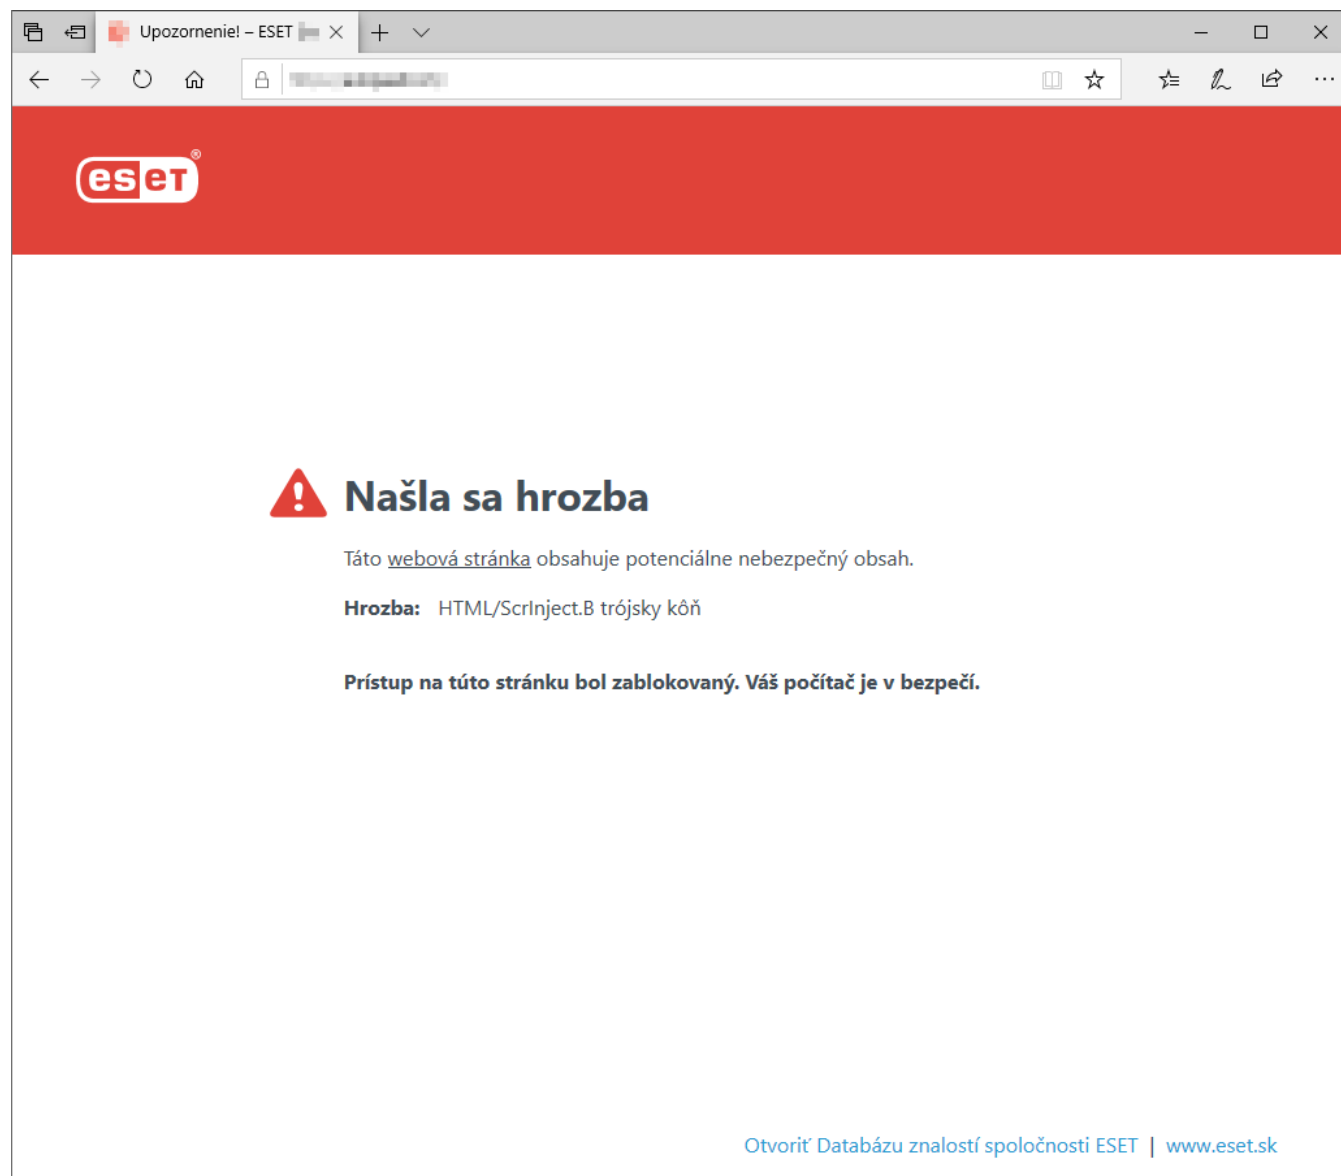 Upozornenie! – ESET
eset®
Našla sa hrozba
Táto webová stránka obsahuje potenciálne nebezpečný obsah.
Hrozba: HTML/ScrInject.B trójsky kôň
Prístup na túto stránku bol zablokovaný. Váš počítač je v bezpečí.
Otvoriť Databázu znalostí spoločnosti ESET | www.eset.sk